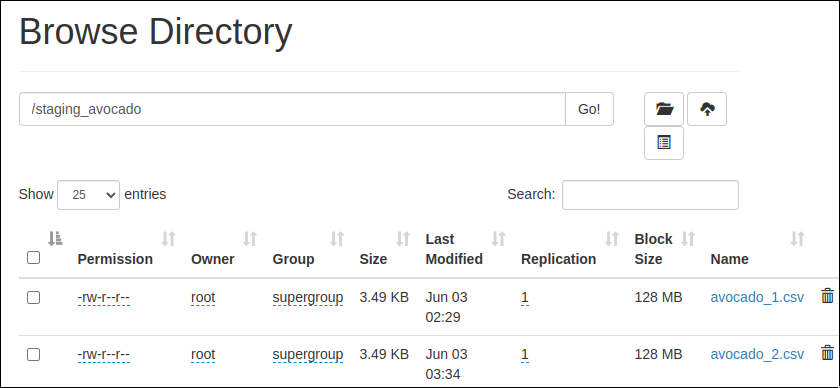 Browse Directory
/staging_avocado Go!
Show 25 entries Search:
Permission Owner Group Size Last Modified Replication Block Size Name
-rw-r--r-- root supergroup 3.49 KB Jun 03 02:29 1 128 MB avocado_1.csv
-rw-r--r-- root supergroup 3.49 KB Jun 03 03:34 1 128 MB avocado_2.csv